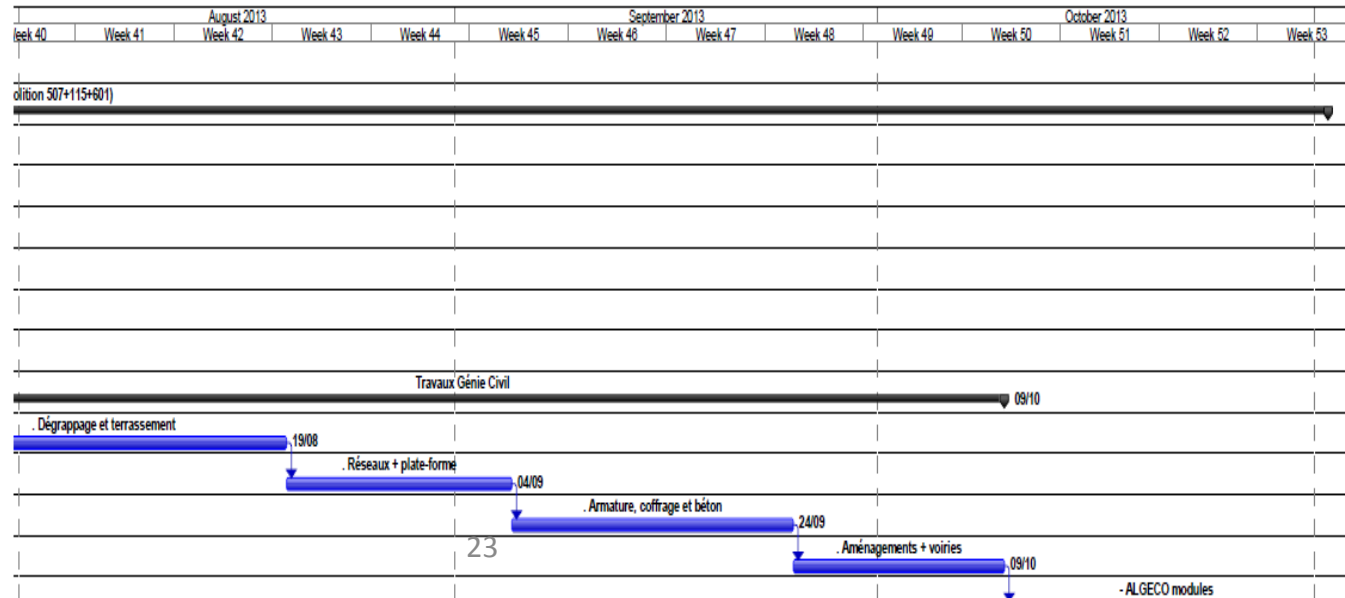 August 2013 September 2013 October 2013
eek 40 Week 41 Week 42 Week 43 Week 44 Week 45 Week 46 Week 47 Week 48 Week 49 Week 50 Week 51 Week 52 Week 53
olition 507+115+601)
Travaux Génie Civil
09/10
. Dégrappage et terrassement
19/08
. Réseaux + plate-forme
04/09
. Armature, coffrage et béton
24/09
23
. Aménagements + voiries
09/10
- ALGECO modules